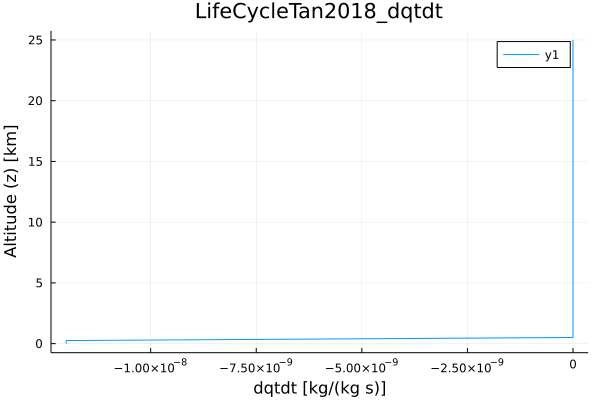 LifeCycleTan2018_dqtdt
y1
Altitude (z) [km]
25
20
15
10
5
0
−1.00×10⁻⁸
−7.50×10⁻⁹
−5.00×10⁻⁹
−2.50×10⁻⁹
0
dqtdt [kg/(kg s)]